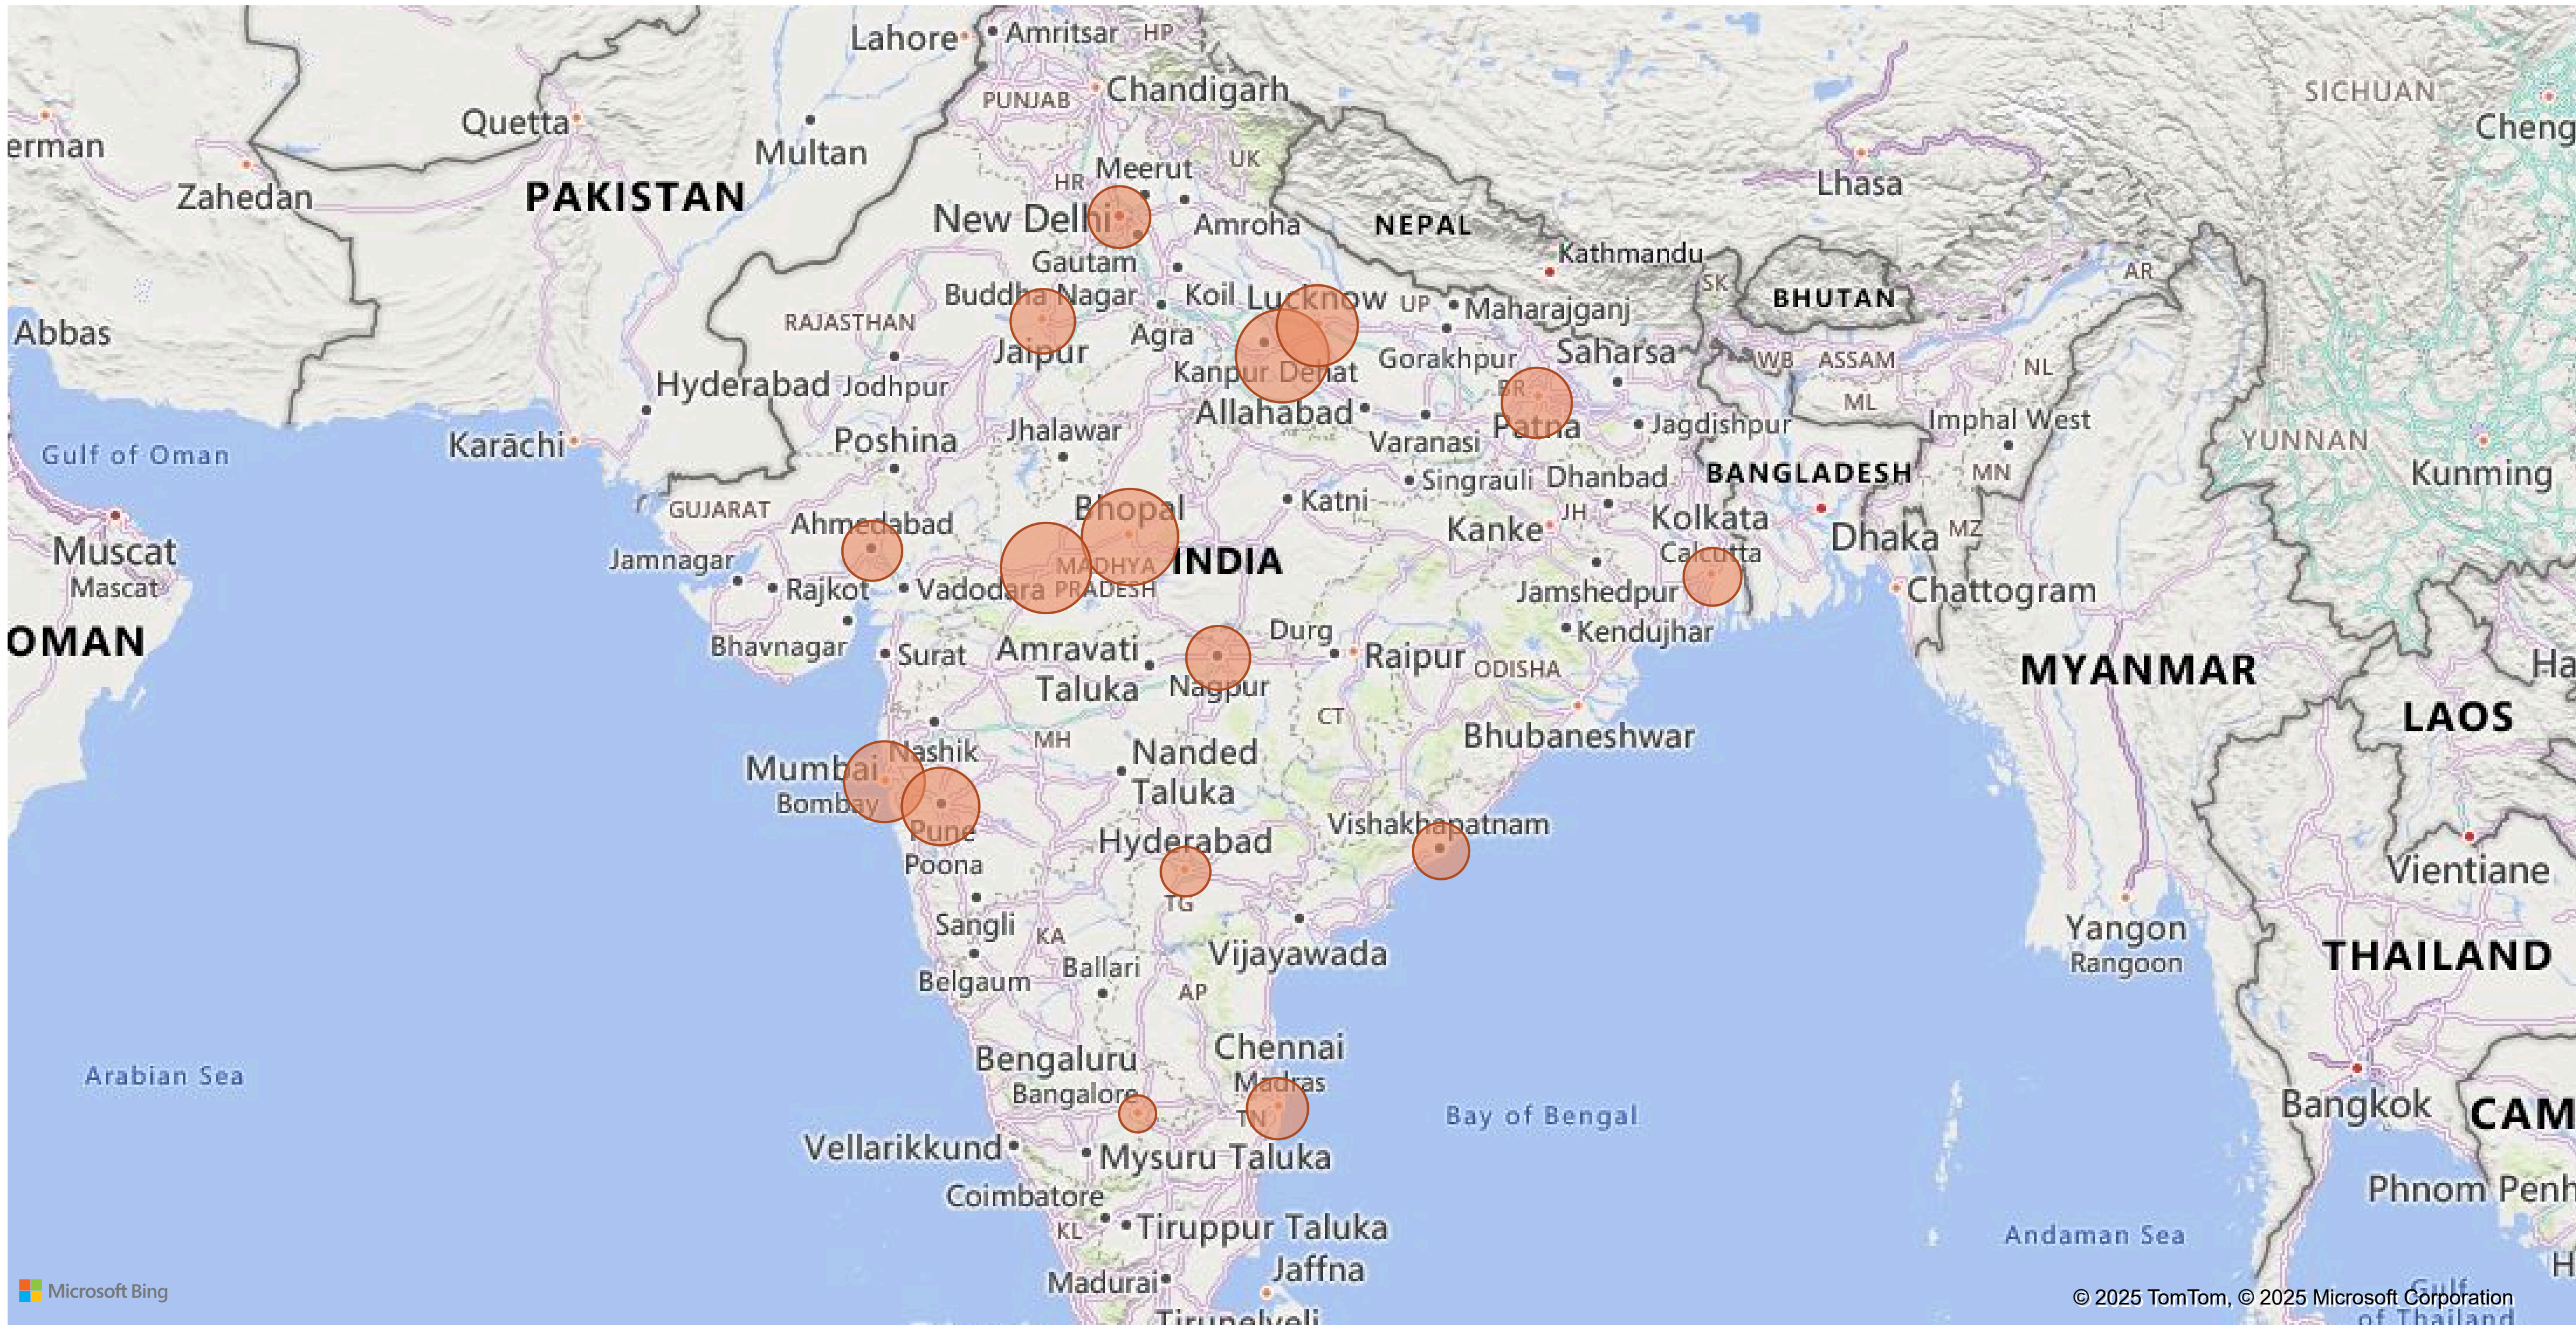 Lahore
Amritsar
HP
SICHUAN
Chandigarh
PUNJAB
Quetta
Cheng
erman
Multan
UK
Meerut
HR
Lhasa
Zahedan
PAKISTAN
New Delhi
Amroha
NEPAL
Kathmandu
Gautam
Buddha Nagar
Koil
Lucknow
UP
Maharajganj
SK
BHUTAN
AR
Abbas
RAJASTHAN
Agra
Jaipur
Kanpur Dehat
Gorakhpur
Saharsa
WB
ASSAM
NL
Hyderabad
Jodhpur
BR
ML
Allahabad
Patna
Jagdishpur
Imphal West
Karāchi
Poshina
Jhalawar
Varanasi
YUNNAN
Gulf of Oman
Singrauli
Dhanbad
BANGLADESH
MN
Kunming
GUJARAT
Ahmedabad
Bhopal
Katni
JH
Kanke
Kolkata
Calcutta
Dhaka
MZ
Muscat
Mascat
Jamnagar
Rajkot
Vadodara
MADHYA
PRADESH
INDIA
Jamshedpur
Chattogram
OMAN
Bhavnagar
Surat
Amravati
Taluka
Nagpur
Durg
Raipur
ODISHA
Kendujhar
MYANMAR
Ha
LAOS
CT
Bhubaneshwar
MH
Nashik
Mumbai
Bombay
Nanded
Taluka
Pune
Poona
Hyderabad
TG
Vishakhapatnam
Vientiane
Sangli
KA
Vijayawada
Yangon
Rangoon
THAILAND
Belgaum
Ballari
AP
Bengaluru
Bangalore
Chennai
Madras
TN
Arabian Sea
Bay of Bengal
Bangkok
CAM
Vellarikkund
Mysuru Taluka
Coimbatore
Phnom Penh
KL
Tiruppur Taluka
Andaman Sea
Madurai
Jaffna
H
Tirunelveli
Microsoft Bing
Gulf
of Thailand
© 2025 TomTom, © 2025 Microsoft Corporation